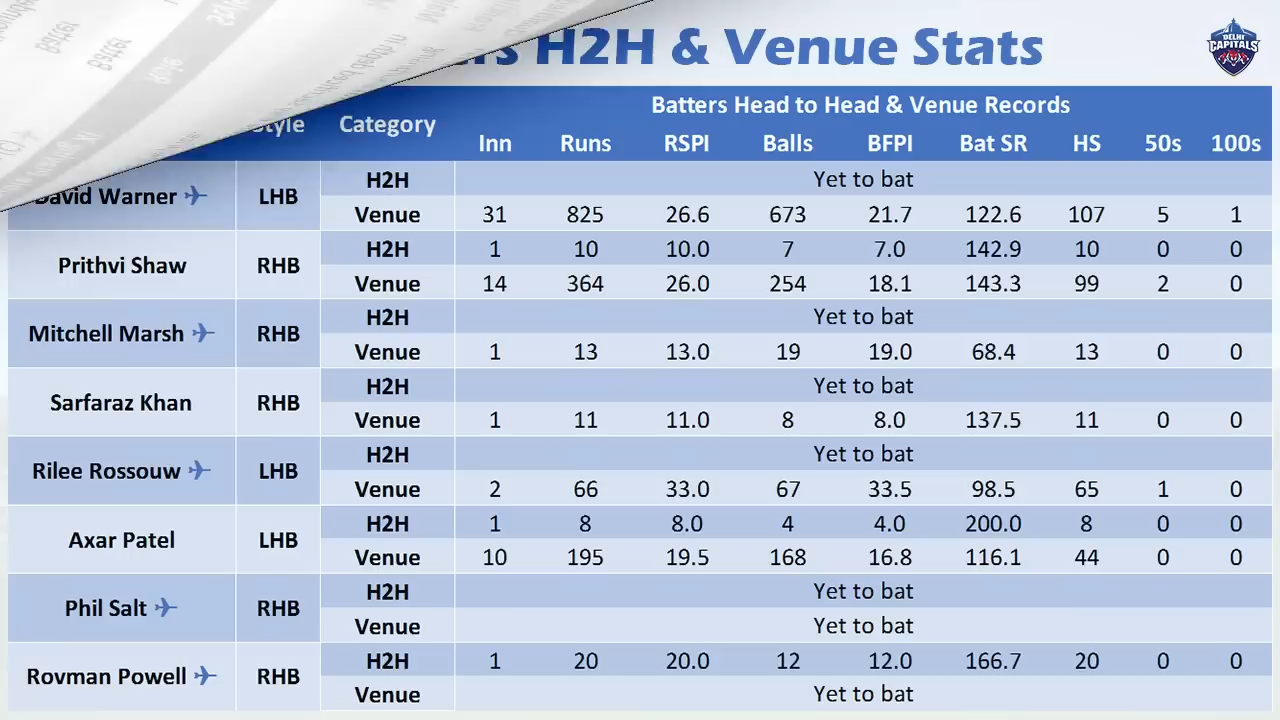 H2H & Venue Stats
DELHI
CAPITALS
Category
Batters Head to Head & Venue Records
Inn Runs RSPI Balls BFPI Bat SR HS 50s 100s
David Warner LHB
H2H Yet to bat
Venue 31 825 26.6 673 21.7 122.6 107 5 1
Prithvi Shaw RHB
H2H 1 10 10.0 7 7.0 142.9 10 0 0
Venue 14 364 26.0 254 18.1 143.3 99 2 0
Mitchell Marsh RHB
H2H Yet to bat
Venue 1 13 13.0 19 19.0 68.4 13 0 0
Sarfaraz Khan RHB
H2H Yet to bat
Venue 1 11 11.0 8 8.0 137.5 11 0 0
Rilee Rossouw LHB
H2H Yet to bat
Venue 2 66 33.0 67 33.5 98.5 65 1 0
Axar Patel LHB
H2H 1 8 8.0 4 4.0 200.0 8 0 0
Venue 10 195 19.5 168 16.8 116.1 44 0 0
Phil Salt RHB
H2H Yet to bat
Venue Yet to bat
Rovman Powell RHB
H2H 1 20 20.0 12 12.0 166.7 20 0 0
Venue Yet to bat